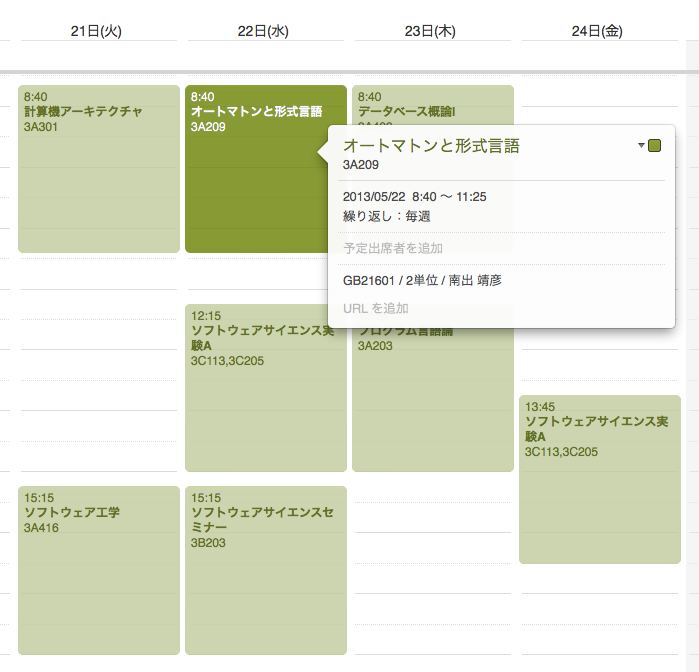 21日(火)
22日(水)
23日(木)
24日(金)
8:40
計算機アーキテクチャ
3A301
8:40
オートマトンと形式言語
3A209
8:40
データベース概論I
オートマトンと形式言語
3A209
2013/05/22 8:40 〜 11:25
繰り返し：毎週
予定出席者を追加
GB21601 / 2単位 / 南出 靖彦
URL を追加
12:15
ソフトウェアサイエンス実
験A
3C113,3C205
プログラム言語論
3A203
13:45
ソフトウェアサイエンス実
験A
3C113,3C205
15:15
ソフトウェア工学
3A416
15:15
ソフトウェアサイエンスセ
ミナー
3B203